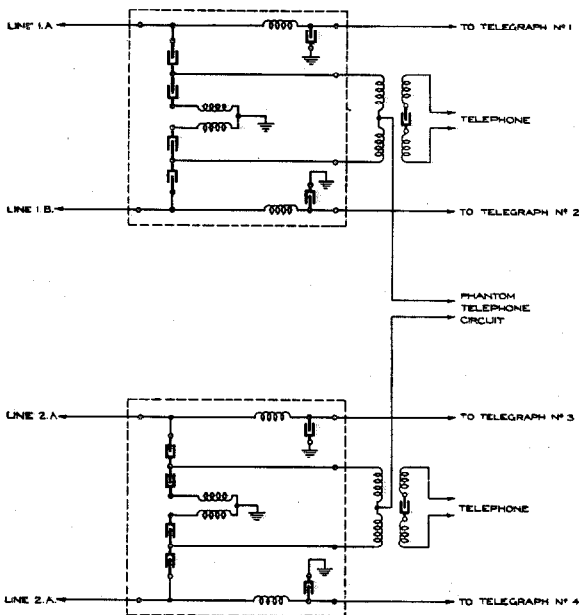 LINE 1.A
TO TELEGRAPH Nº 1
TELEPHONE
LINE 1.B.
TO TELEGRAPH Nº 2
PHANTOM
TELEPHONE
CIRCUIT
LINE 2.A
TO TELEGRAPH Nº 3
TELEPHONE
LINE 2.A.
TO TELEGRAPH Nº 4